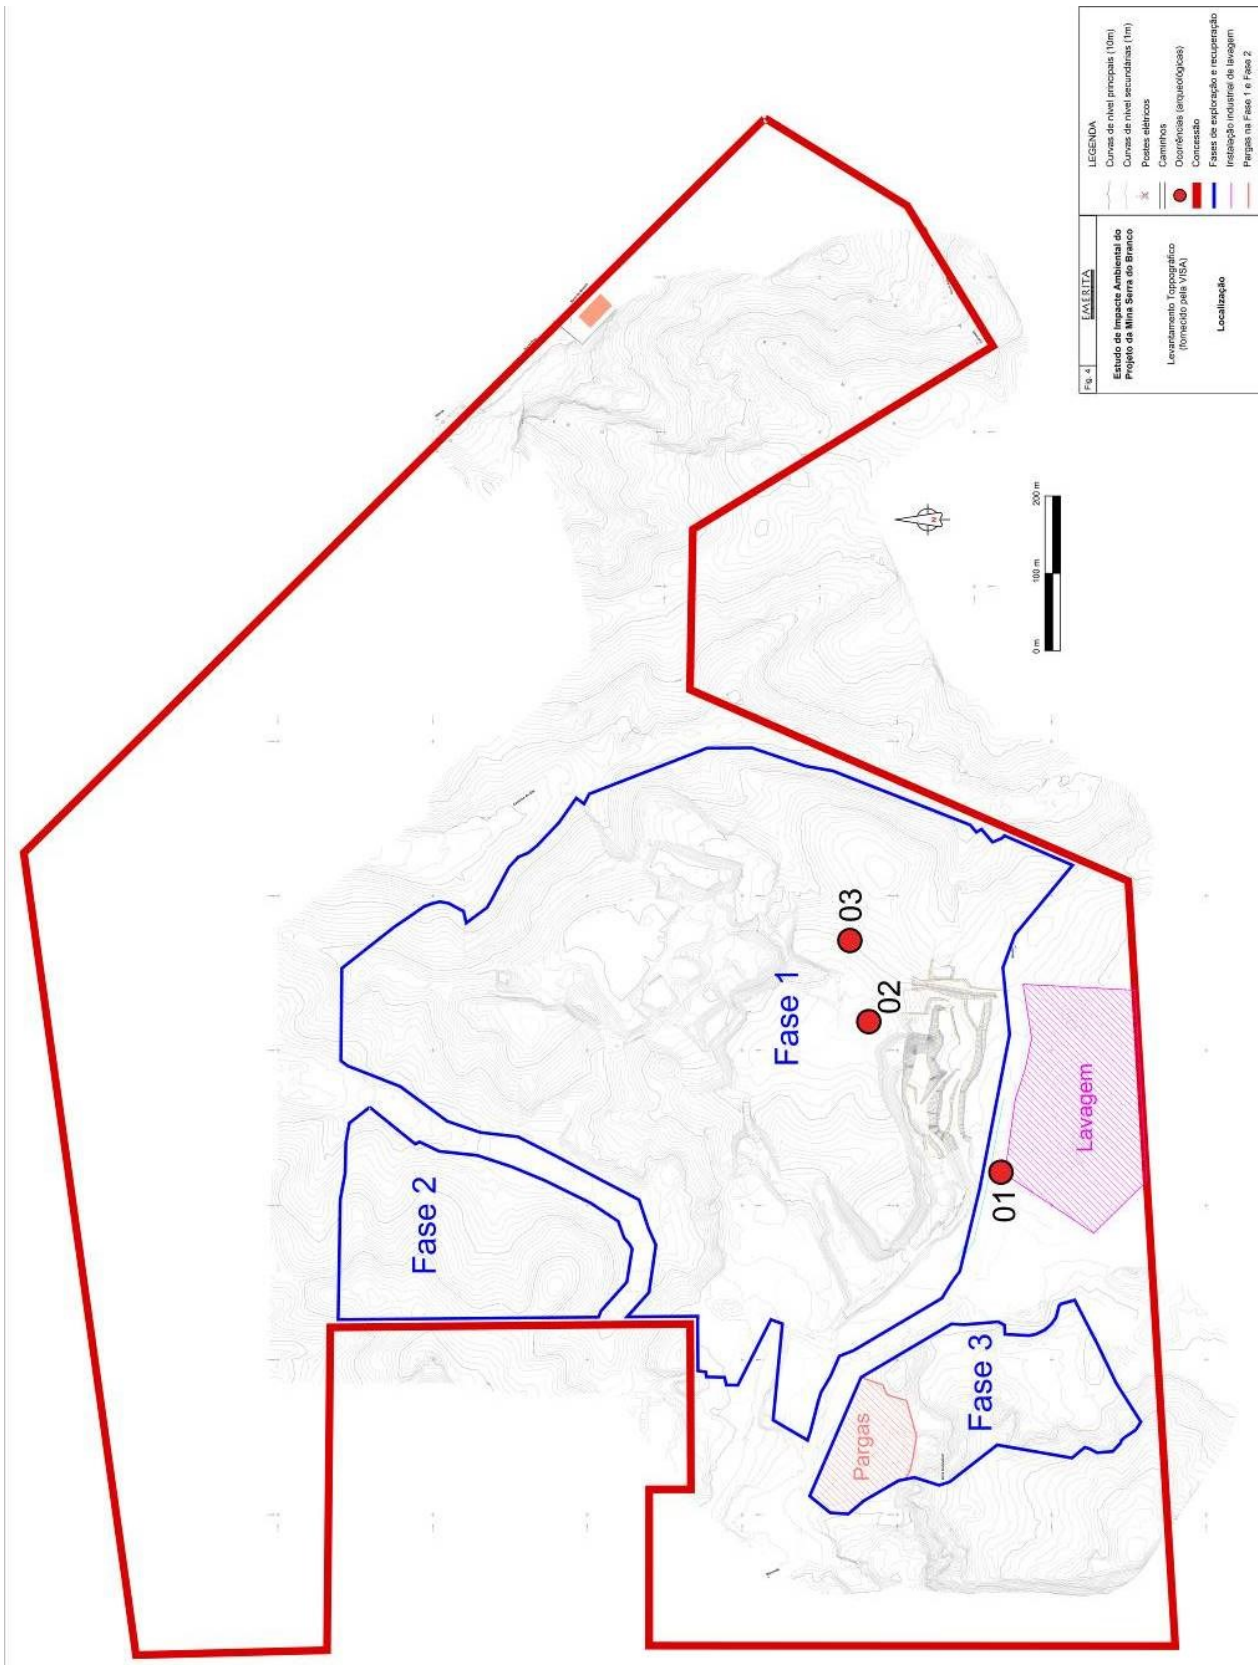 Fase 2
Fase 1
03
02
01
Lavagem
Pargas
Fase 3
N
0 m
100 m
200 m
Fig. 4
EMERITA
Estudo de Impacte Ambiental do
Projeto da Mina Serra do Branco
Levantamento Toppográfico
(fornecido pela VISA)
Localização
LEGENDA
Curvas de nível principais (10m)
Curvas de nível secundárias (1m)
Postes elétricos
Caminhos
Ocorrências (arqueológicas)
Concessão
Fases de exploração e recuperação
Instalação industrial de lavagem
Pargas na Fase 1 e Fase 2